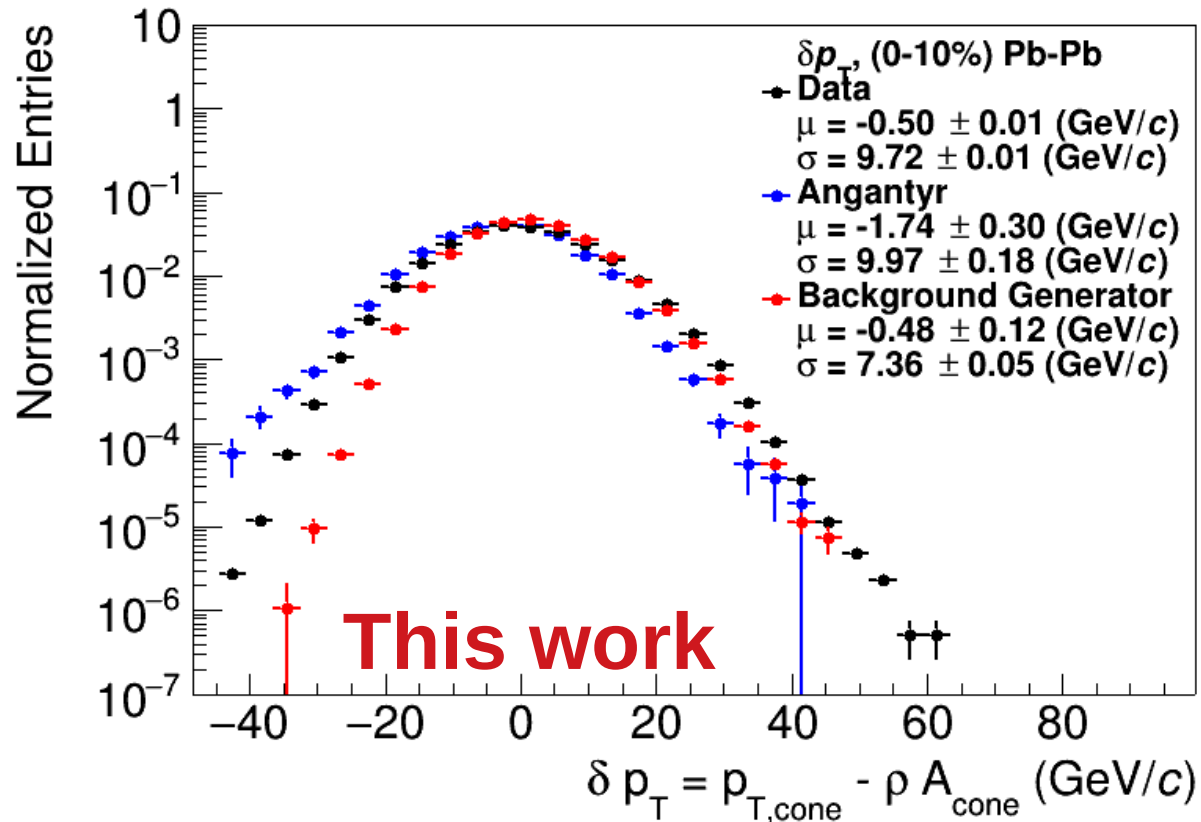 Normalized Entries
10
1
10⁻¹
10⁻²
10⁻³
10⁻⁴
10⁻⁵
10⁻⁶
10⁻⁷
δp_T, (0-10%) Pb-Pb
Data
μ = -0.50 ± 0.01 (GeV/c)
σ = 9.72 ± 0.01 (GeV/c)
Angantyr
μ = -1.74 ± 0.30 (GeV/c)
σ = 9.97 ± 0.18 (GeV/c)
Background Generator
μ = -0.48 ± 0.12 (GeV/c)
σ = 7.36 ± 0.05 (GeV/c)
This work
−40 −20 0 20 40 60 80
δ p_T = p_T,cone - ρ A_cone (GeV/c)